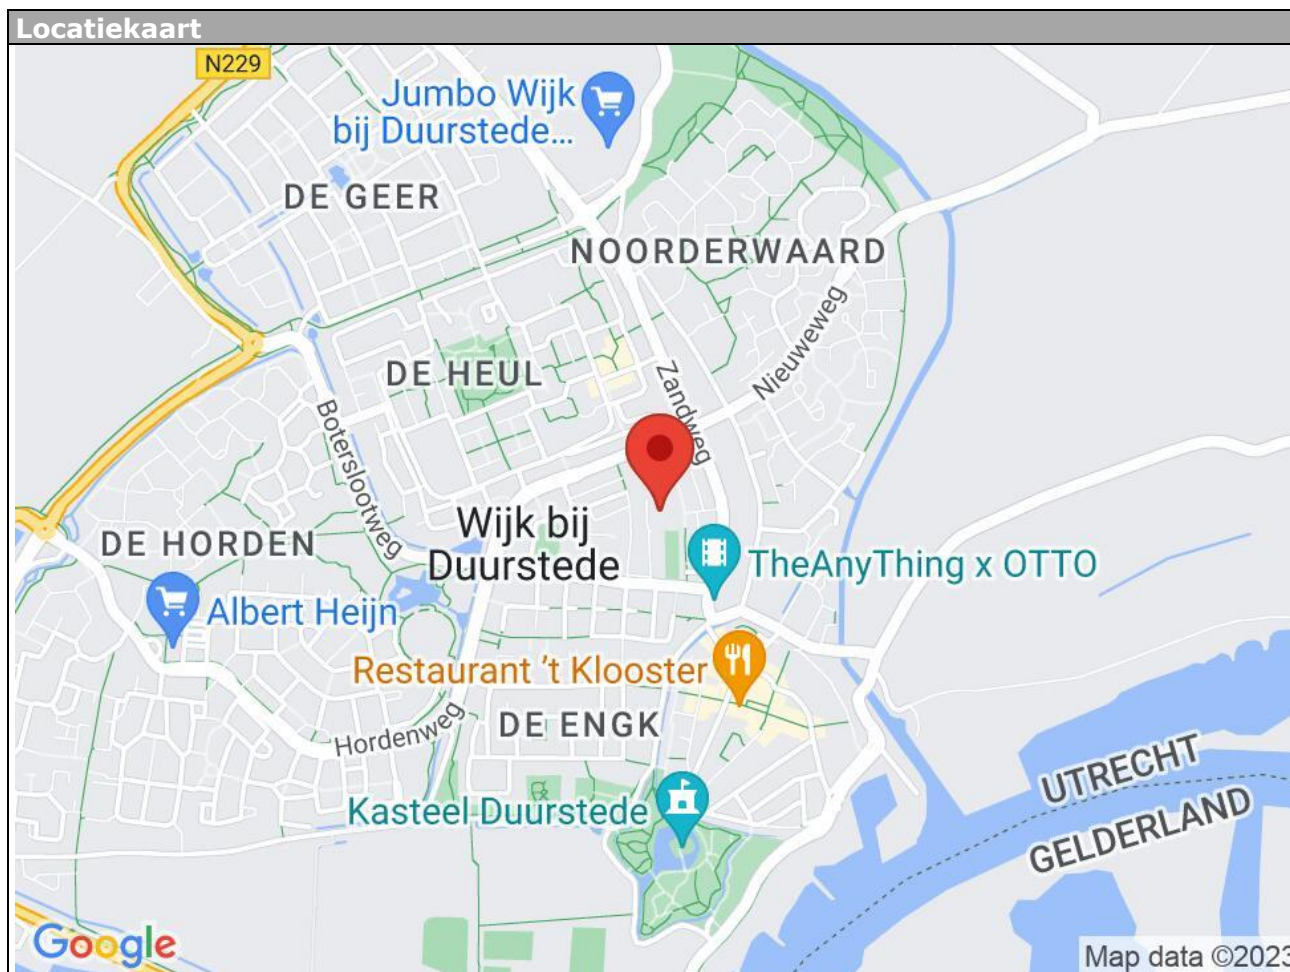 Locatiekaart
N229
Jumbo Wijk
bij Duurstede...
DE GEER
NOORDERWAARD
Nieuweweg
DE HEUL
Zandweg
Boterslootweg
Wijk bij
Duurstede
DE HORDEN
TheAnyThing x OTTO
Albert Heijn
Restaurant 't Klooster
DE ENGK
Hordenweg
UTRECHT
Kasteel Duurstede
GELDERLAND
Google
Map data ©2023